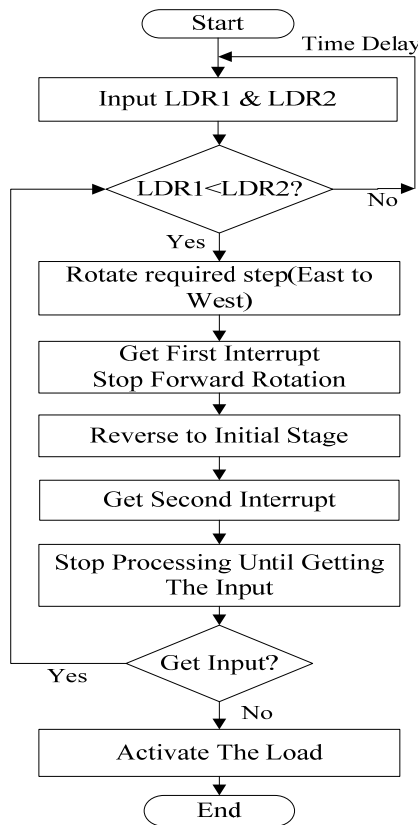 Start
Time Delay
Input LDR1 & LDR2
LDR1<LDR2?
No
Yes
Rotate required step(East to
West)
Get First Interrupt
Stop Forward Rotation
Reverse to Initial Stage
Get Second Interrupt
Stop Processing Until Getting
The Input
Get Input?
Yes
No
Activate The Load
End